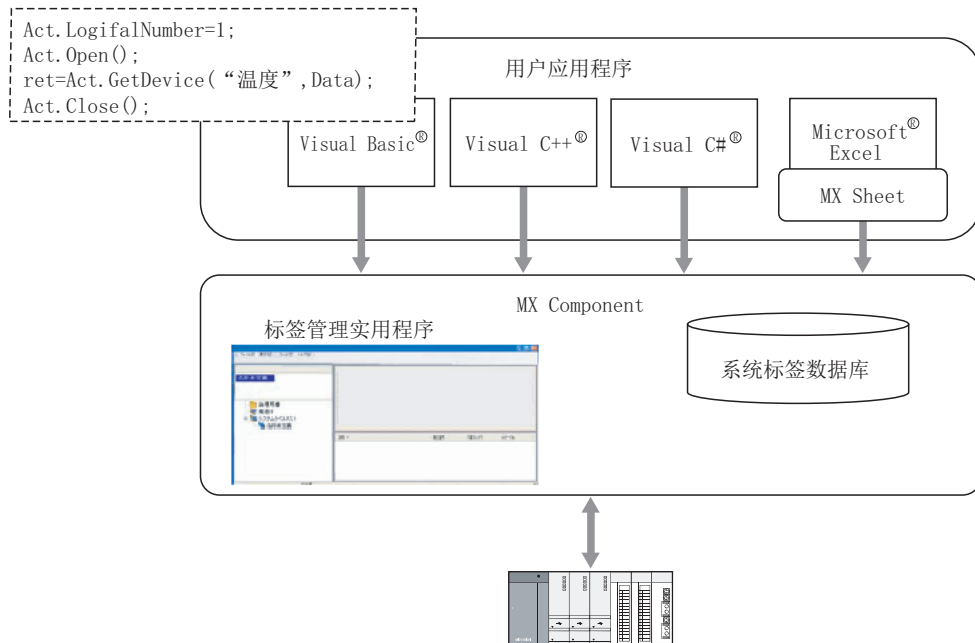 Act.LogifalNumber=1;
Act.Open();
ret=Act.GetDevice(“温度”,Data);
Act.Close();
用户应用程序
Visual Basic®
Visual C++®
Visual C#®
Microsoft®
Excel
MX Sheet
MX Component
标签管理实用程序
系统标签数据库